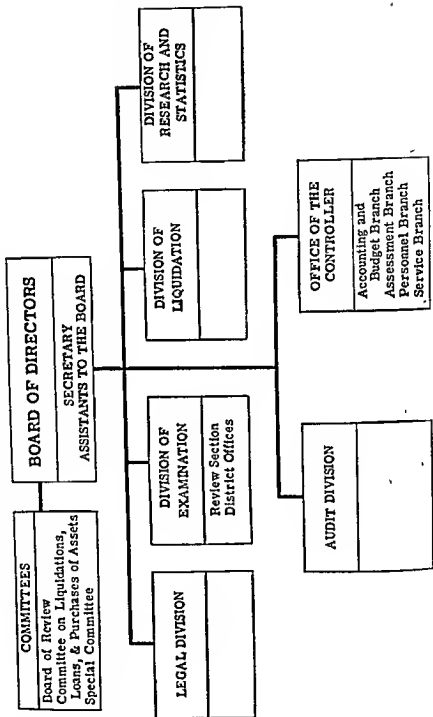 COMMITTEES
Board of Review
Committee on Liquidations,
Loans, & Purchases of Assets
Special Committee
BOARD OF DIRECTORS
SECRETARY
ASSISTANTS TO THE BOARD
LEGAL DIVISION
DIVISION OF
EXAMINATION
Review Section
District Offices
DIVISION OF
LIQUIDATION
DIVISION OF
RESEARCH AND
STATISTICS
AUDIT DIVISION
OFFICE OF THE
CONTROLLER
Accounting and
Budget Branch
Assessment Branch
Personnel Branch
Service Branch